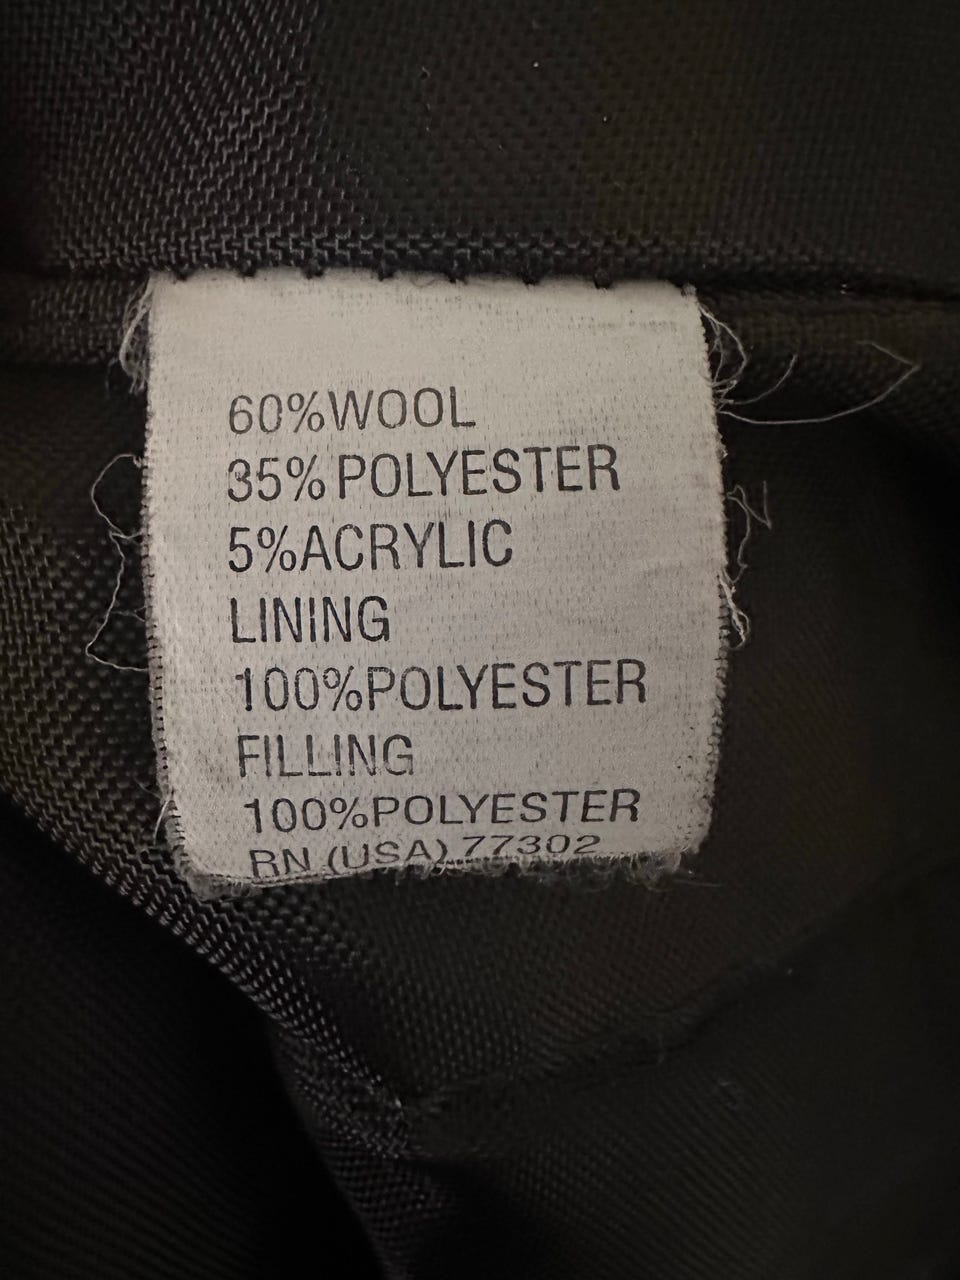 60%WOOL
35%POLYESTER
5%ACRYLIC
LINING
100%POLYESTER
FILLING
100%POLYESTER
RN (USA) 77302